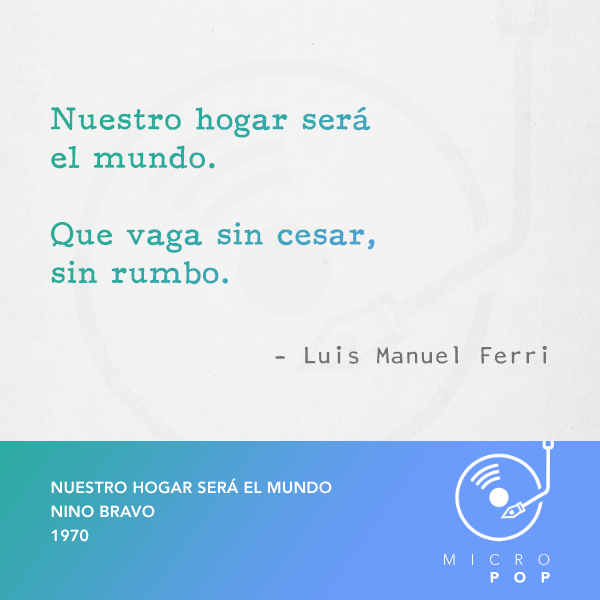 Nuestro hogar será
el mundo.
Que vaga sin cesar,
sin rumbo.
– Luis Manuel Ferri
NUESTRO HOGAR SERÁ EL MUNDO
NINO BRAVO
1970
MICRO
POP